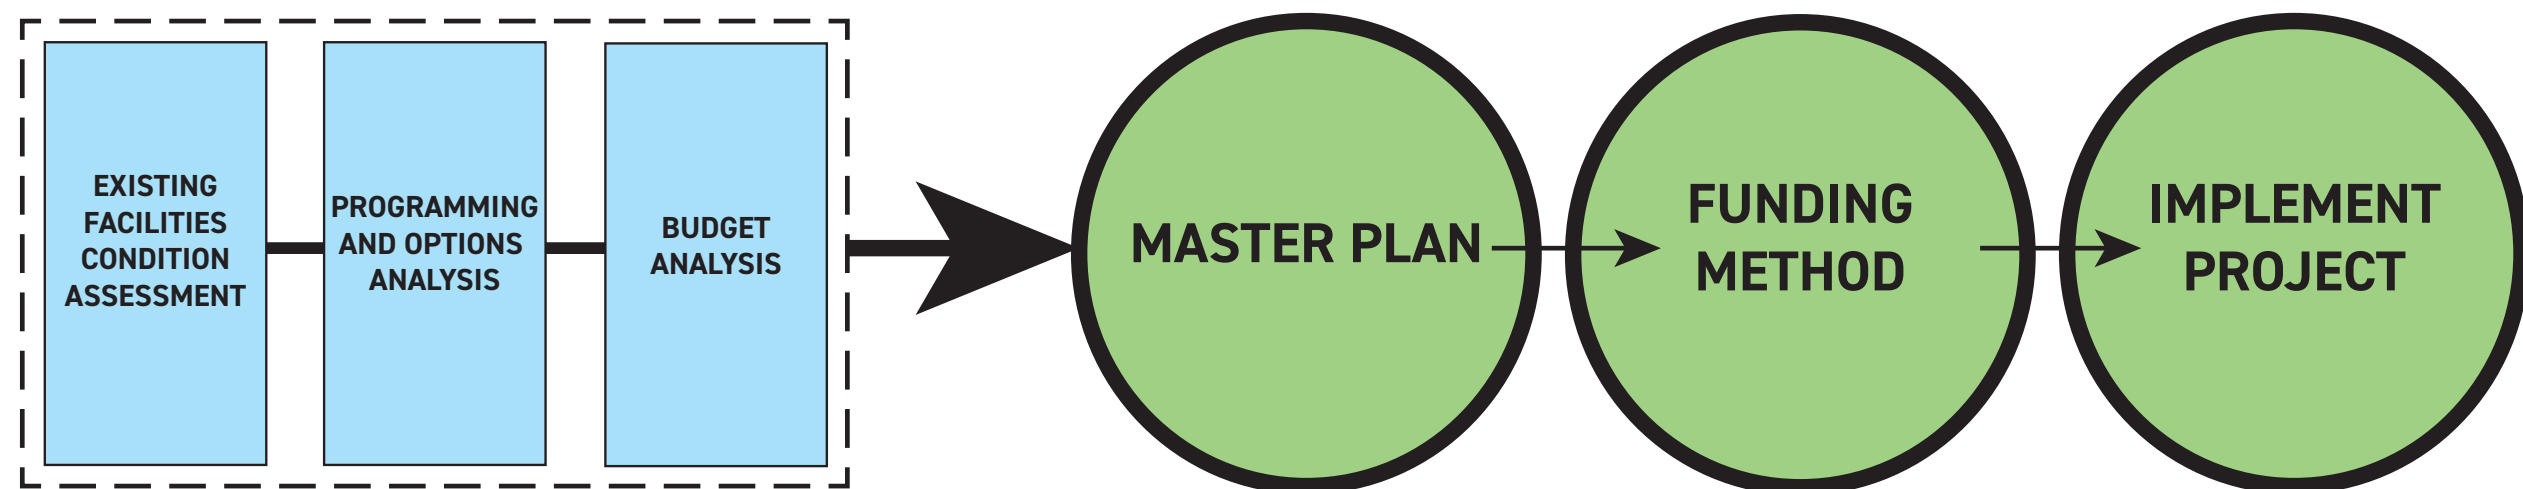 EXISTING
FACILITIES
CONDITION
ASSESSMENT
PROGRAMMING
AND OPTIONS
ANALYSIS
BUDGET
ANALYSIS
MASTER PLAN
FUNDING
METHOD
IMPLEMENT
PROJECT